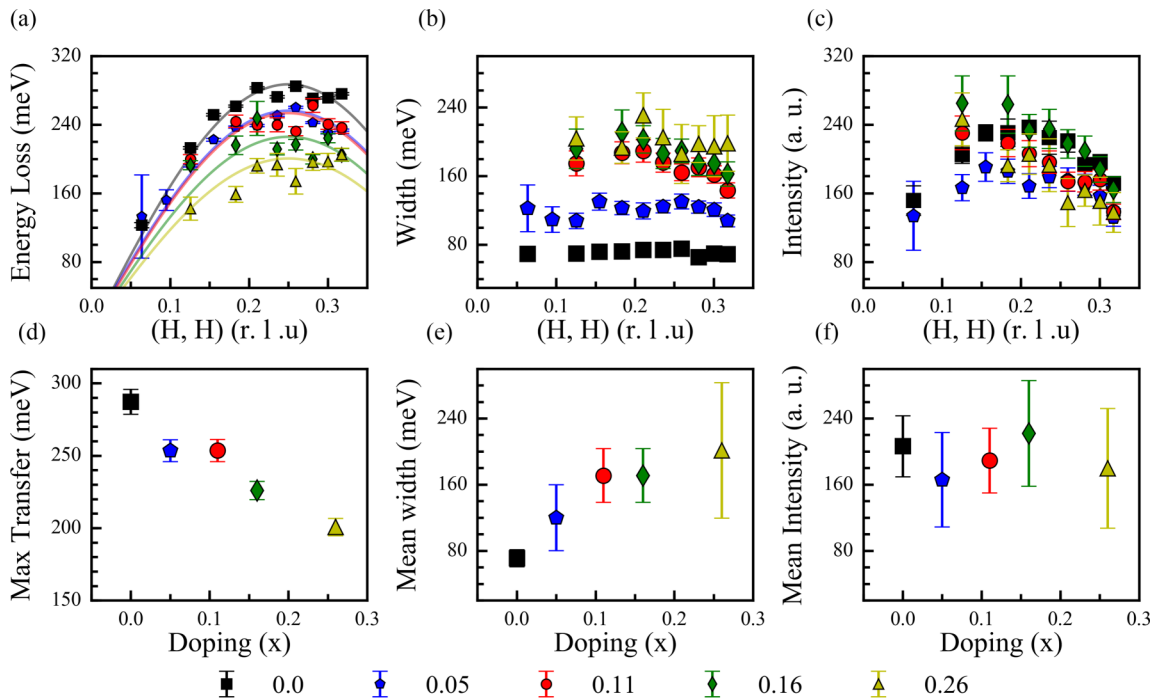 (a)
(b)
(c)
Energy Loss (meV)
320
240
160
80
0.0
0.1
0.2
0.3
(H, H) (r. l .u)
Width (meV)
240
160
80
0.0
0.1
0.2
0.3
(H, H) (r. l .u)
Intensity (a. u.)
320
240
160
80
0.0
0.1
0.2
0.3
(H, H) (r. l .u)
(d)
(e)
(f)
Max Transfer (meV)
300
250
200
150
0.0
0.1
0.2
0.3
Doping (x)
Mean width (meV)
240
160
80
0.0
0.1
0.2
0.3
Doping (x)
Mean Intensity (a. u.)
240
160
80
0.0
0.1
0.2
0.3
Doping (x)
0.0
0.05
0.11
0.16
0.26